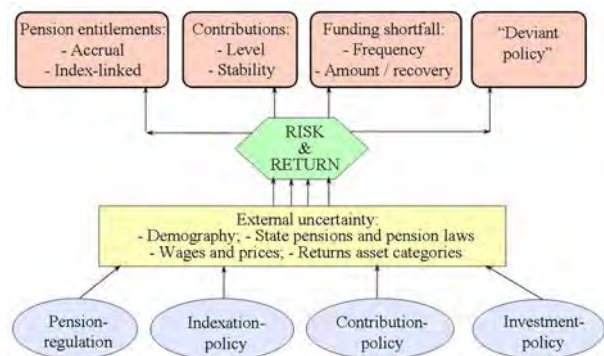 Pension entitlements:
- Accrual
- Index-linked
Contributions:
- Level
- Stability
Funding shortfall:
- Frequency
- Amount / recovery
“Deviant
policy”
RISK
&
RETURN
External uncertainty:
- Demography; - State pensions and pension laws
- Wages and prices; - Returns asset categories
Pension-
regulation
Indexation-
policy
Contribution-
policy
Investment-
policy